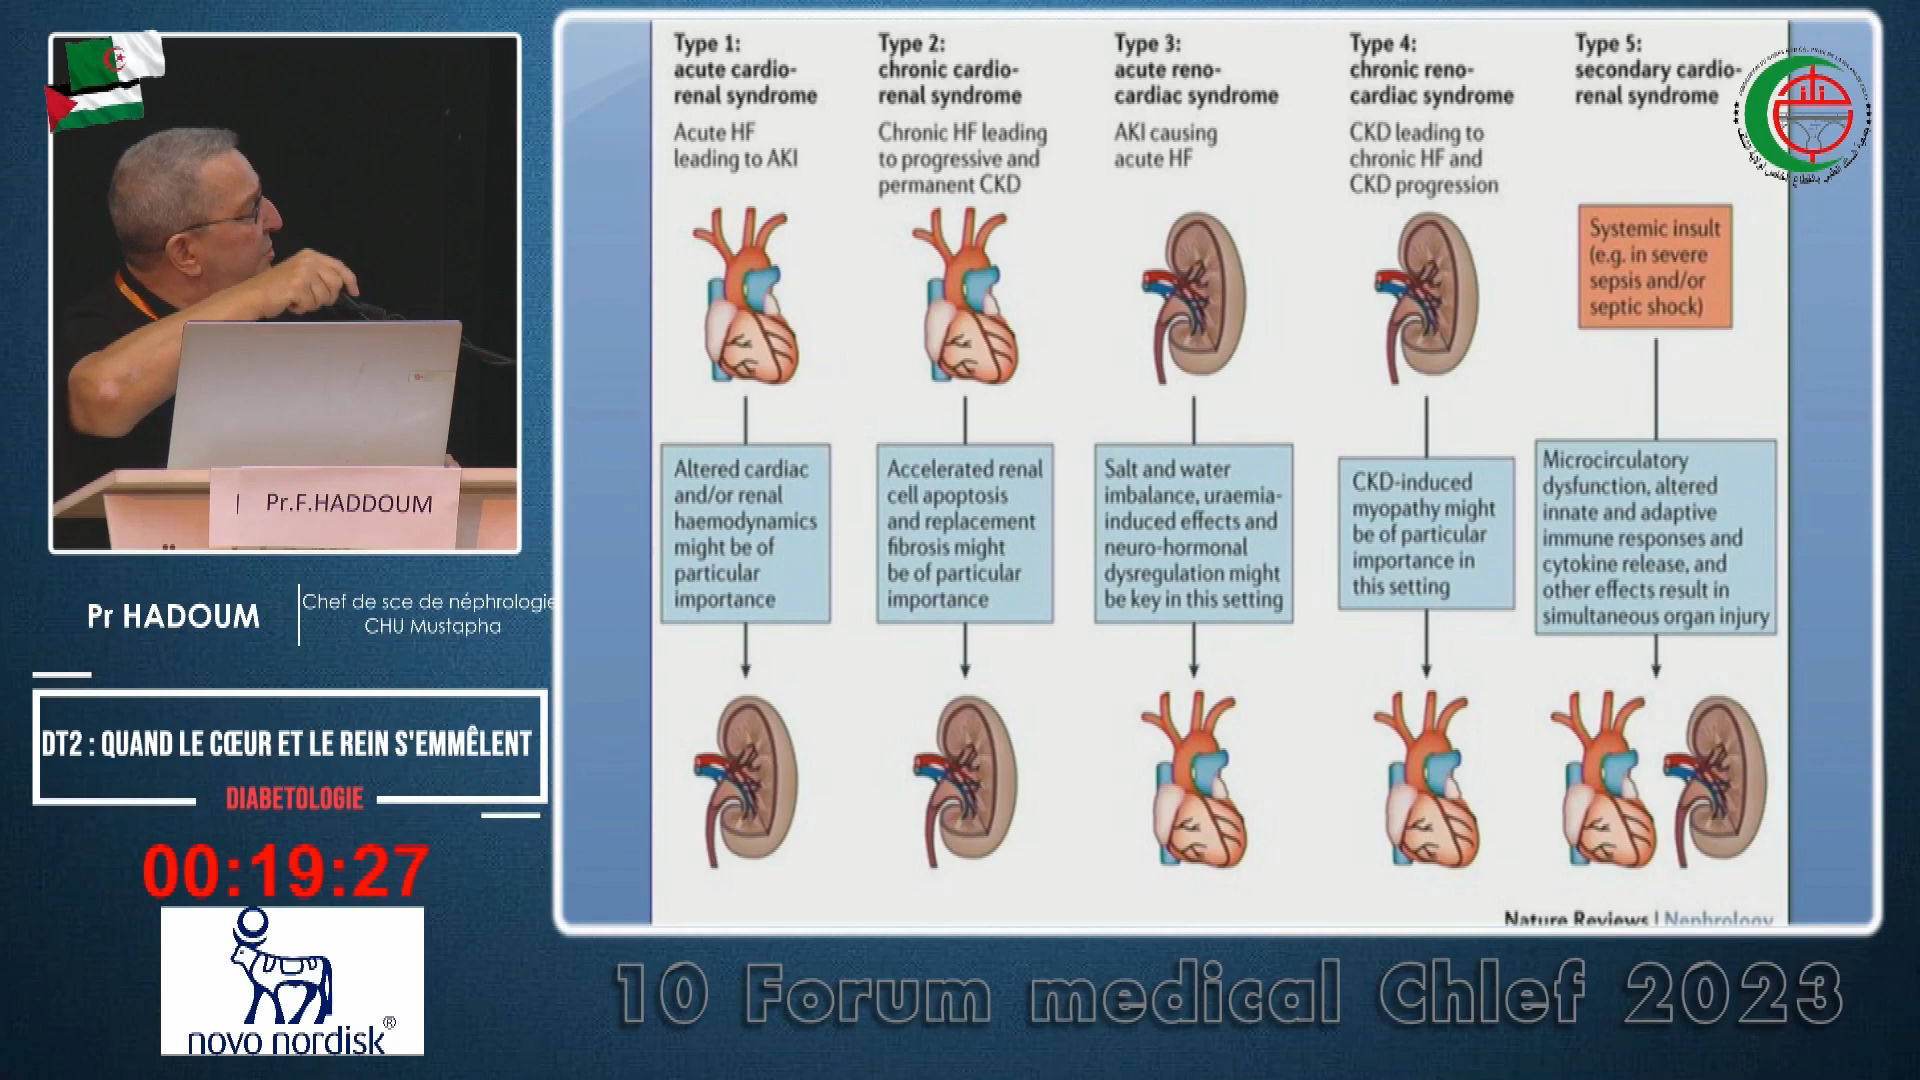 Pr.F.HADDOUM
Pr HADOUM
Chef de sce de néphrologie
CHU Mustapha
DT2 : QUAND LE CŒUR ET LE REIN S'EMMÊLENT
DIABETOLOGIE
00:19:27
novo nordisk®
Type 1:
acute cardio-
renal syndrome
Acute HF
leading to AKI
Altered cardiac
and/or renal
haemodynamics
might be of
particular
importance
Type 2:
chronic cardio-
renal syndrome
Chronic HF leading
to progressive and
permanent CKD
Accelerated renal
cell apoptosis
and replacement
fibrosis might
be of particular
importance
Type 3:
acute reno-
cardiac syndrome
AKI causing
acute HF
Salt and water
imbalance, uraemia-
induced effects and
neuro-hormonal
dysregulation might
be key in this setting
Type 4:
chronic reno-
cardiac syndrome
CKD leading to
chronic HF and
CKD progression
CKD-induced
myopathy might
be of particular
importance in
this setting
Type 5:
secondary cardio-
renal syndrome
Systemic insult
(e.g. in severe
sepsis and/or
septic shock)
Microcirculatory
dysfunction, altered
innate and adaptive
immune responses and
cytokine release, and
other effects result in
simultaneous organ injury
Nature Reviews | Nephrology
10 Forum medical Chlef 2023